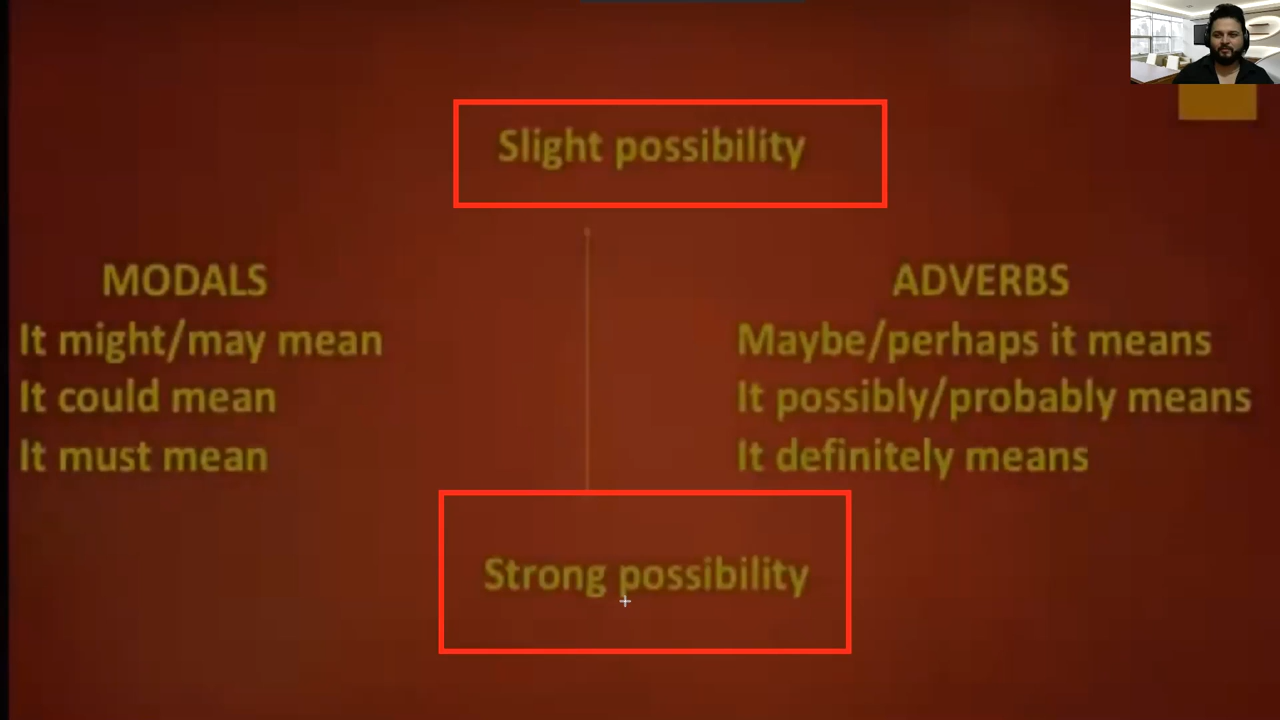 Slight possibility
MODALS
It might/may mean
It could mean
It must mean
ADVERBS
Maybe/perhaps it means
It possibly/probably means
It definitely means
Strong possibility